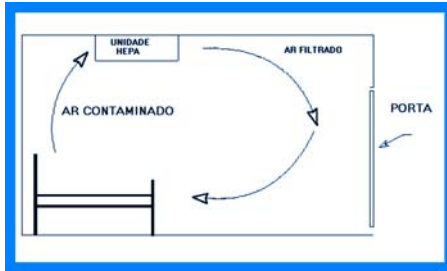 UNIDADE
HEPA
AR FILTRADO
AR CONTAMINADO
PORTA